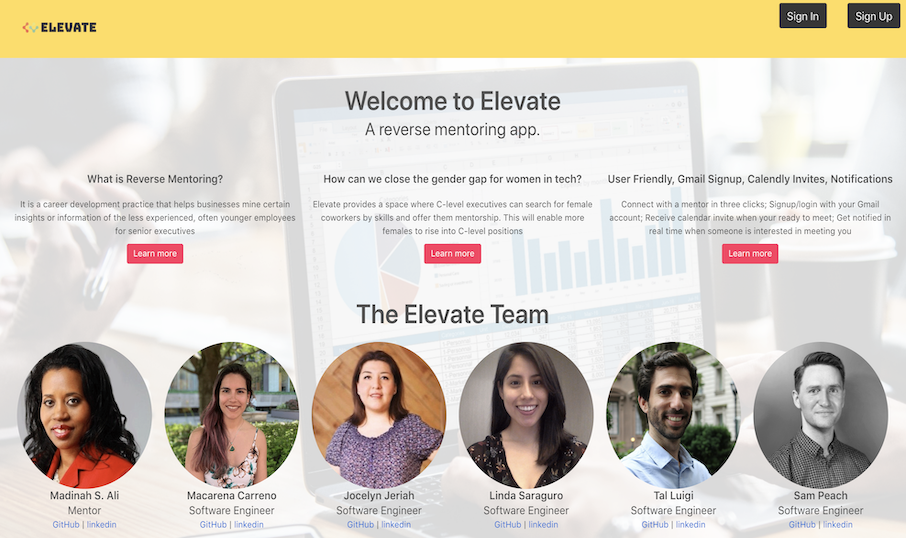 ELEVATE
Sign In
Sign Up
Welcome to Elevate
A reverse mentoring app.
What is Reverse Mentoring?
It is a career development practice that helps businesses mine certain
insights or information of the less experienced, often younger employees
for senior executives
Learn more
How can we close the gender gap for women in tech?
Elevate provides a space where C-level executives can search for female
coworkers by skills and offer them mentorship. This will enable more
females to rise into C-level positions
Learn more
User Friendly, Gmail Signup, Calendly Invites, Notifications
Connect with a mentor in three clicks; Signup/login with your Gmail
account; Receive calendar invite when your ready to meet; Get notified in
real time when someone is interested in meeting you
Learn more
The Elevate Team
Madinah S. Ali
Mentor
GitHub | linkedin
Macarena Carreno
Software Engineer
GitHub | linkedin
Jocelyn Jeriah
Software Engineer
GitHub | linkedin
Linda Saraguro
Software Engineer
GitHub | linkedin
Tal Luigi
Software Engineer
GitHub | linkedin
Sam Peach
Software Engineer
GitHub | linkedin